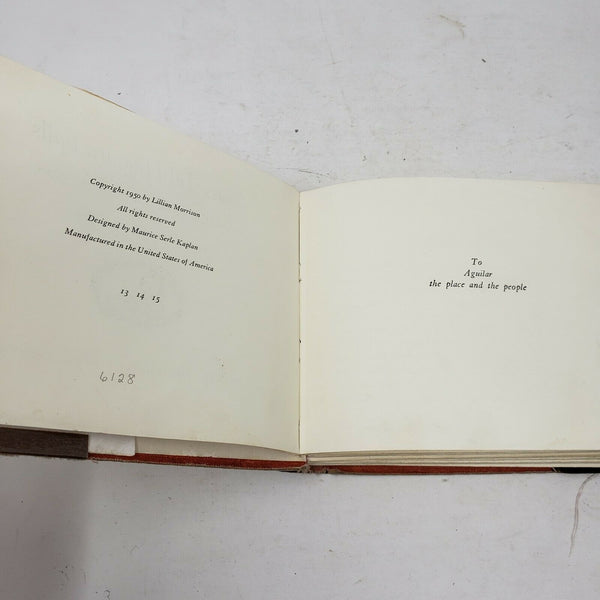 Copyright 1950 by Lillian Morrison
All rights reserved
Designed by Maurice Serle Kaplan
Manufactured in the United States of America
13 14 15
6128
To
Aguilar
the place and the people